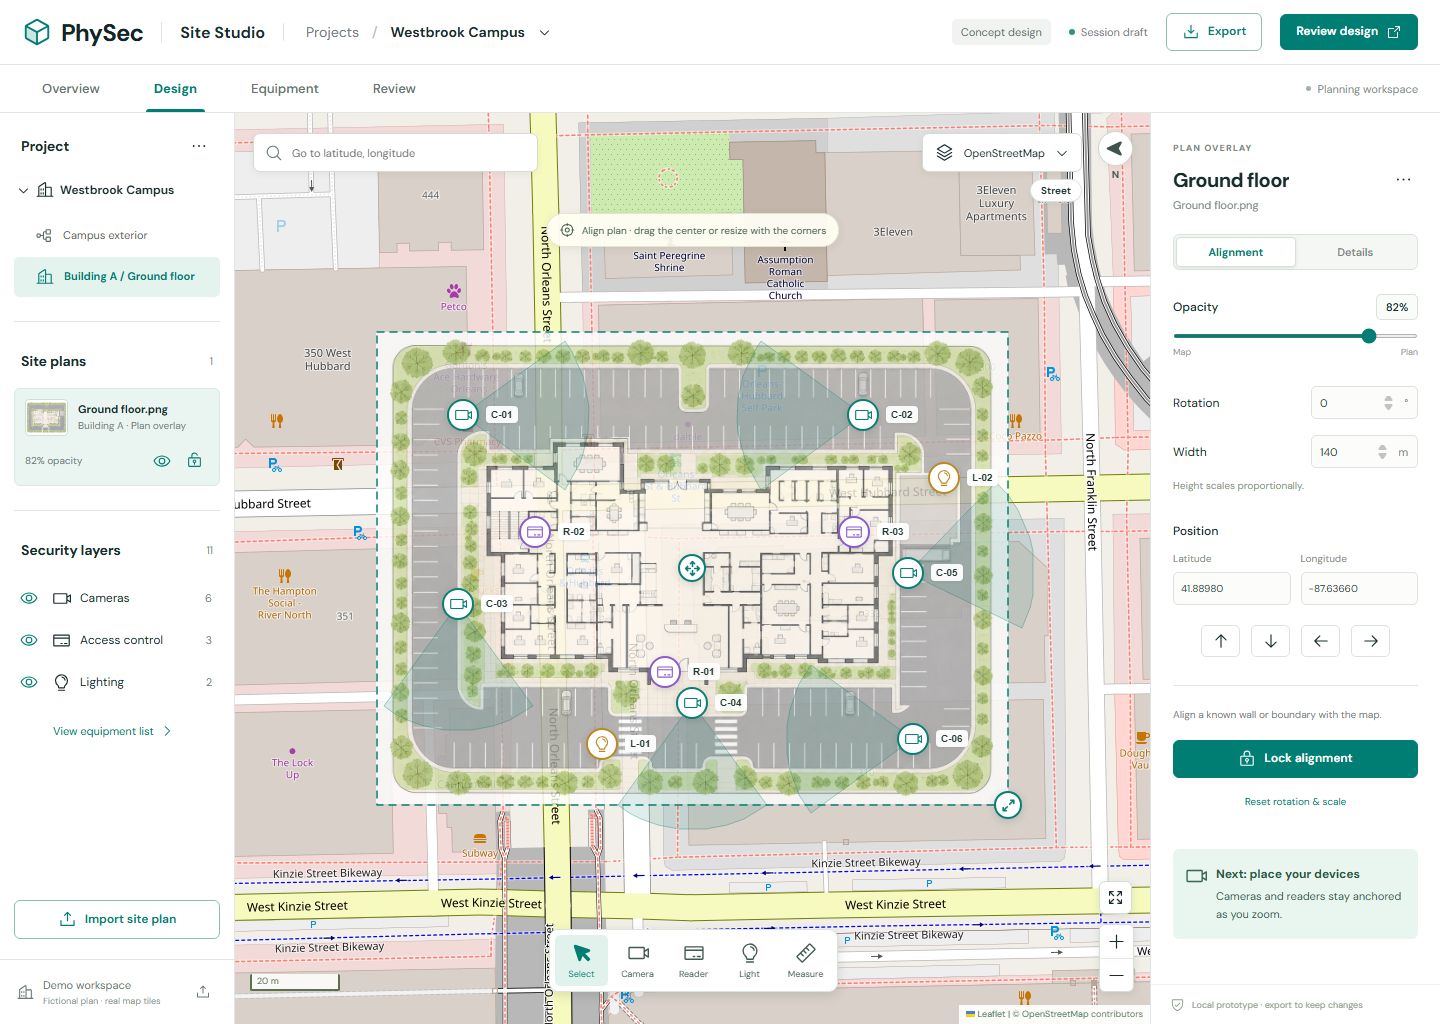 PhySec
Site Studio
Projects / Westbrook Campus
Concept design
Session draft
Export
Review design
Overview
Design
Equipment
Review
Planning workspace
Project
Westbrook Campus
Campus exterior
Building A / Ground floor
Site plans
1
Ground floor.png
Building A · Plan overlay
82% opacity
Security layers
11
Cameras
6
Access control
3
Lighting
2
View equipment list
Import site plan
Demo workspace
Fictional plan · real map tiles
Go to latitude, longitude
OpenStreetMap
Street
N
Align plan · drag the center or resize with the corners
444
P
3Eleven
Luxury
Apartments
3Eleven
Saint Peregrine
Shrine
Assumption
Roman
Catholic
Church
North Orleans Street
Petco
350 West
Hubbard
C-01
C-02
CVS Pharmacy
L-02
West Hubbard Street
North Franklin Street
R-02
R-03
C-05
C-03
The Hampton
Social -
River North
351
R-01
C-04
L-01
C-06
North Orleans Street
The Lock
Up
Subway
Kinzie Street Bikeway
Kinzie Street Bikeway
West Kinzie Street
West Kinzie Street
West Kinzie Street
P
P
P
P
Kinzie Street Bikeway
Kinzie Street Bikeway
20 m
Select
Camera
Reader
Light
Measure
Leaflet | © OpenStreetMap contributors
PLAN OVERLAY
Ground floor
Ground floor.png
Alignment
Details
Opacity
82%
Map
Plan
Rotation
0
°
Width
140
m
Height scales proportionally.
Position
Latitude
Longitude
41.88980
-87.63660
Align a known wall or boundary with the map.
Lock alignment
Reset rotation & scale
Next: place your devices
Cameras and readers stay anchored
as you zoom.
Local prototype · export to keep changes